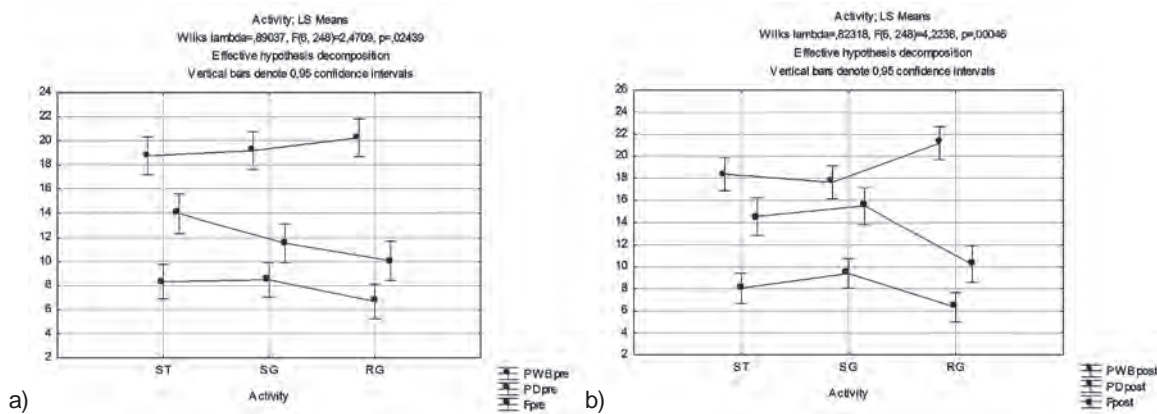 Activity; LS Means
Wilks lambda=,89037, F(6, 248)=2,4709, p=,02439
Effective hypothesis decomposition
Vertical bars denote 0,95 confidence intervals
24
22
20
18
16
14
12
10
8
6
4
2
ST SG RG
Activity
PWBpre
PDpre
Fpre
a)
Activity; LS Means
Wilks lambda=,82318, F(6, 248)=4,2238, p=,00046
Effective hypothesis decomposition
Vertical bars denote 0,95 confidence intervals
26
24
22
20
18
16
14
12
10
8
6
4
2
ST SG RG
Activity
PWBpost
PDpost
Fpost
b)